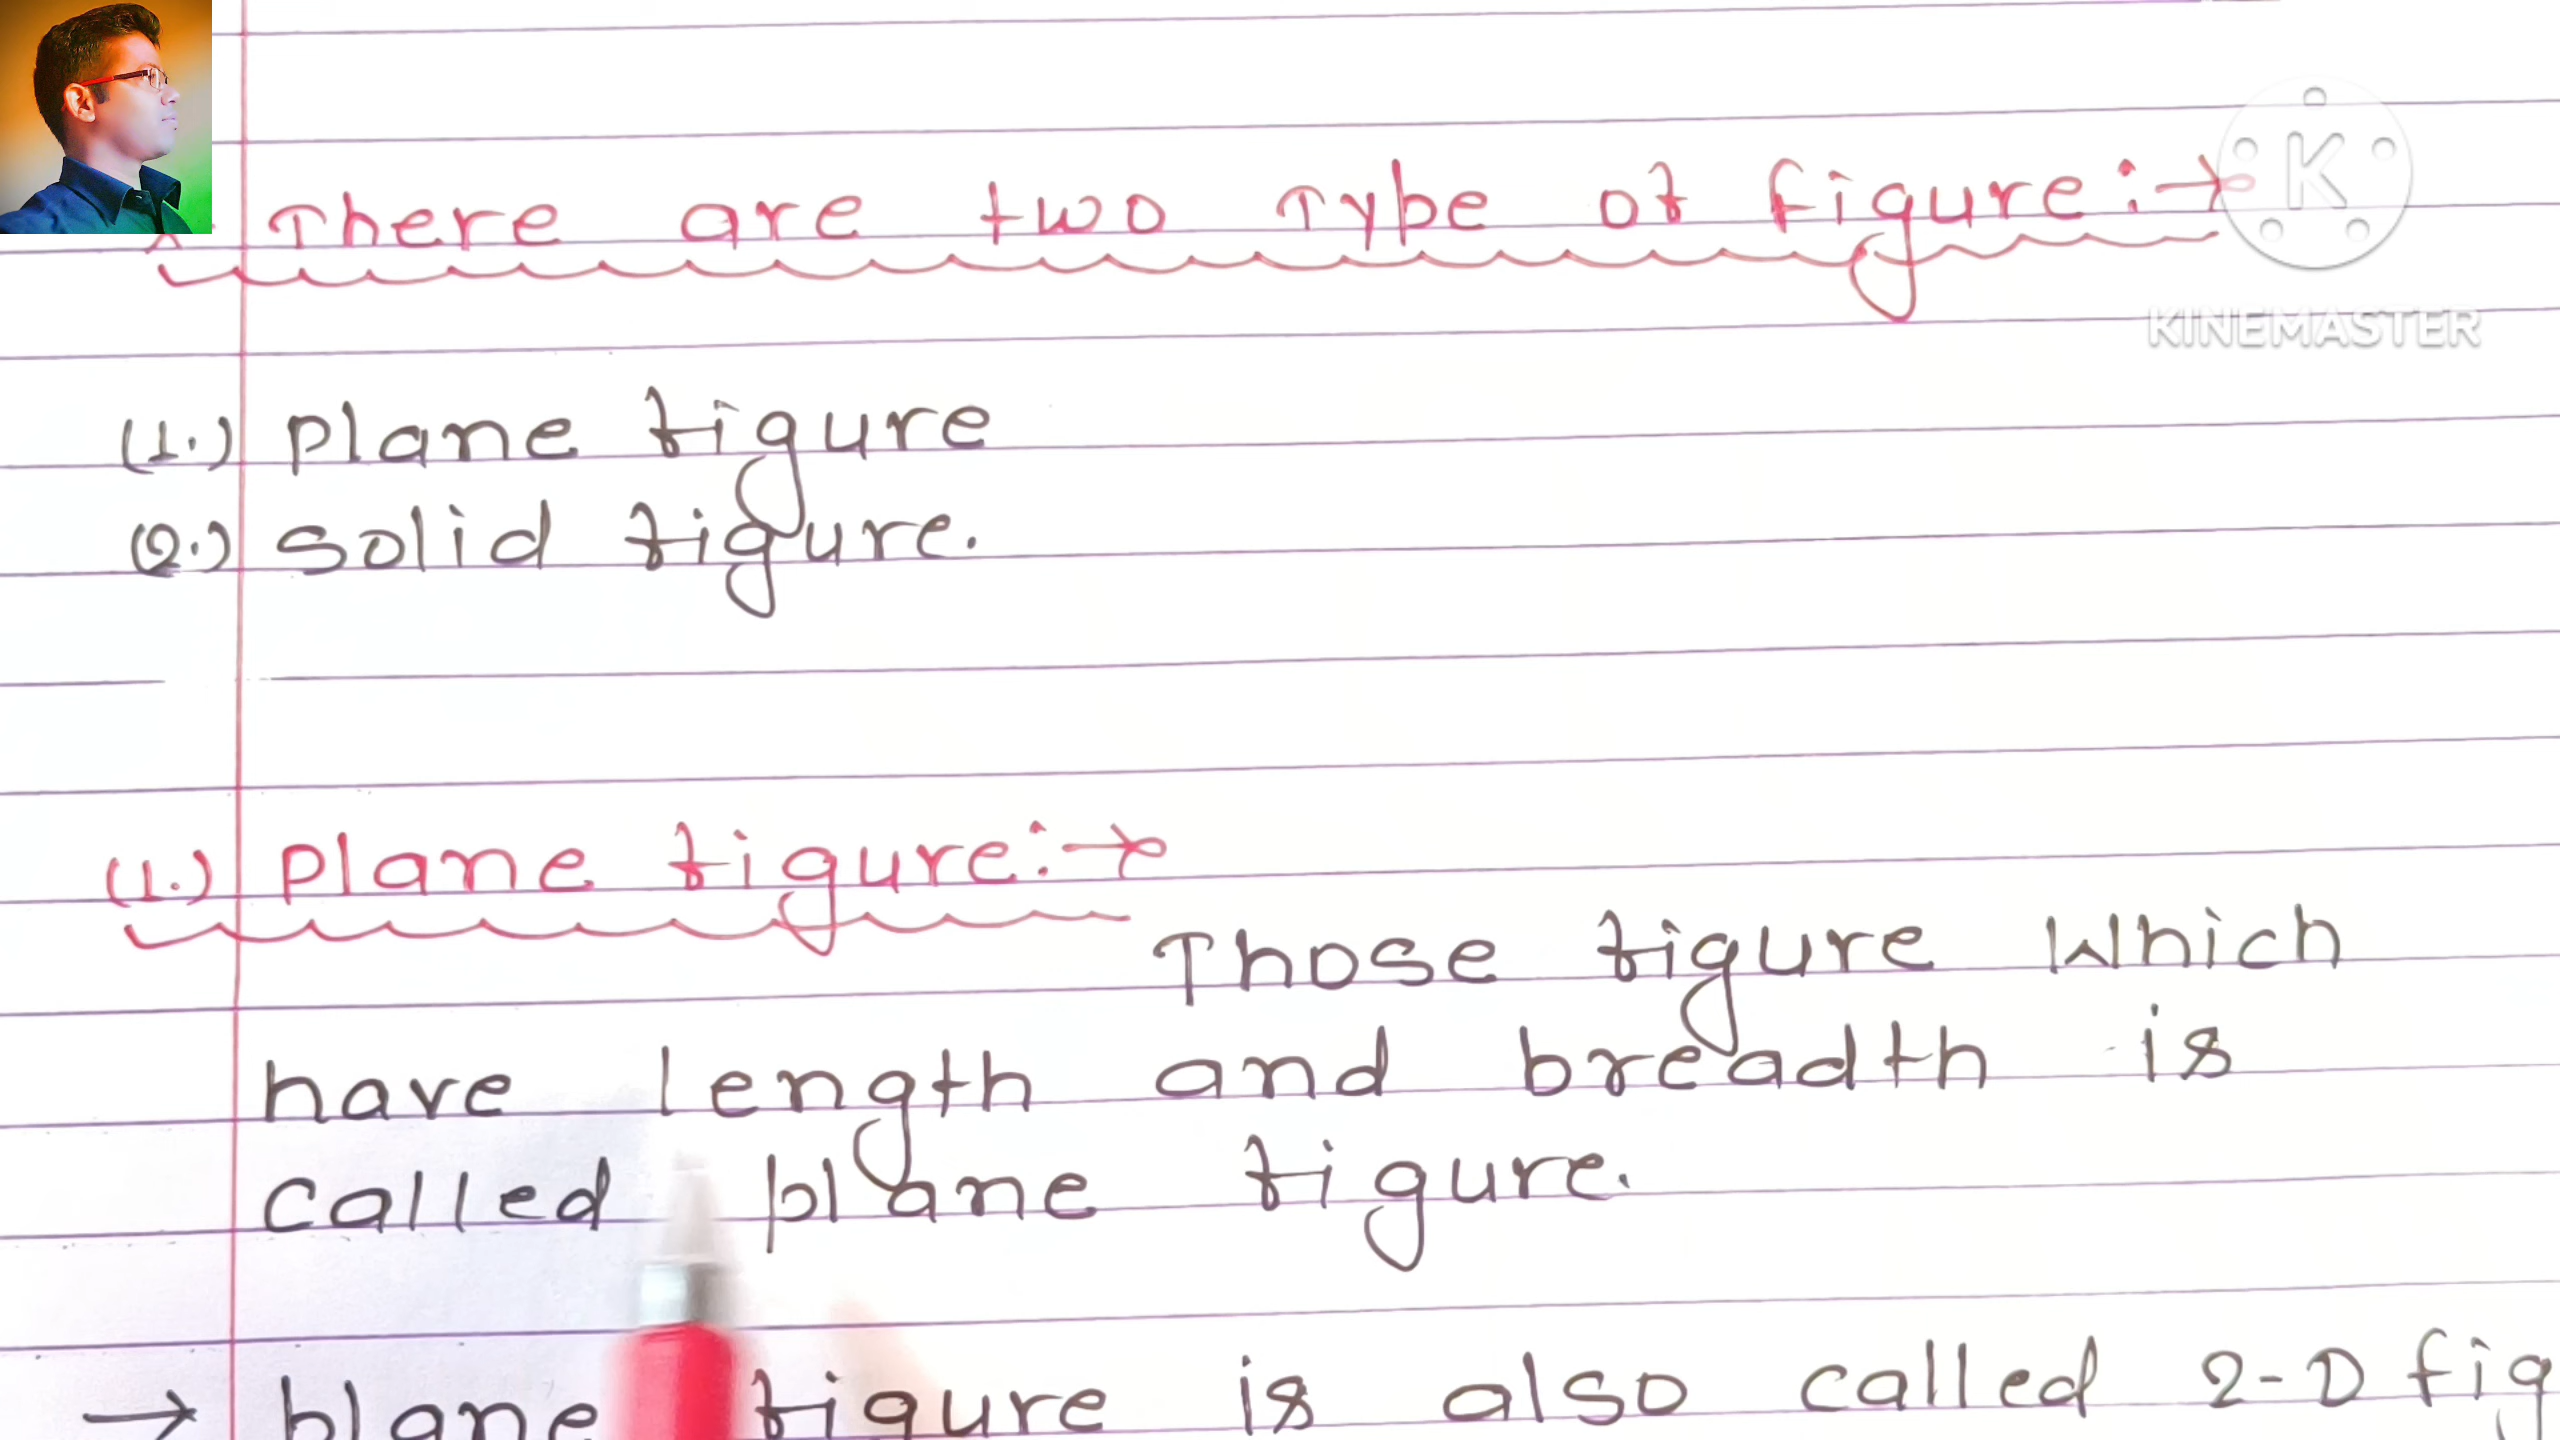 There are two Type of figure:→
KINEMASTER
(1.) plane figure
(2.) solid figure.
(1.) plane figure:→
Those figure Which
have length and breadth is
called plane figure.
→ plane figure is also called 2-D fig